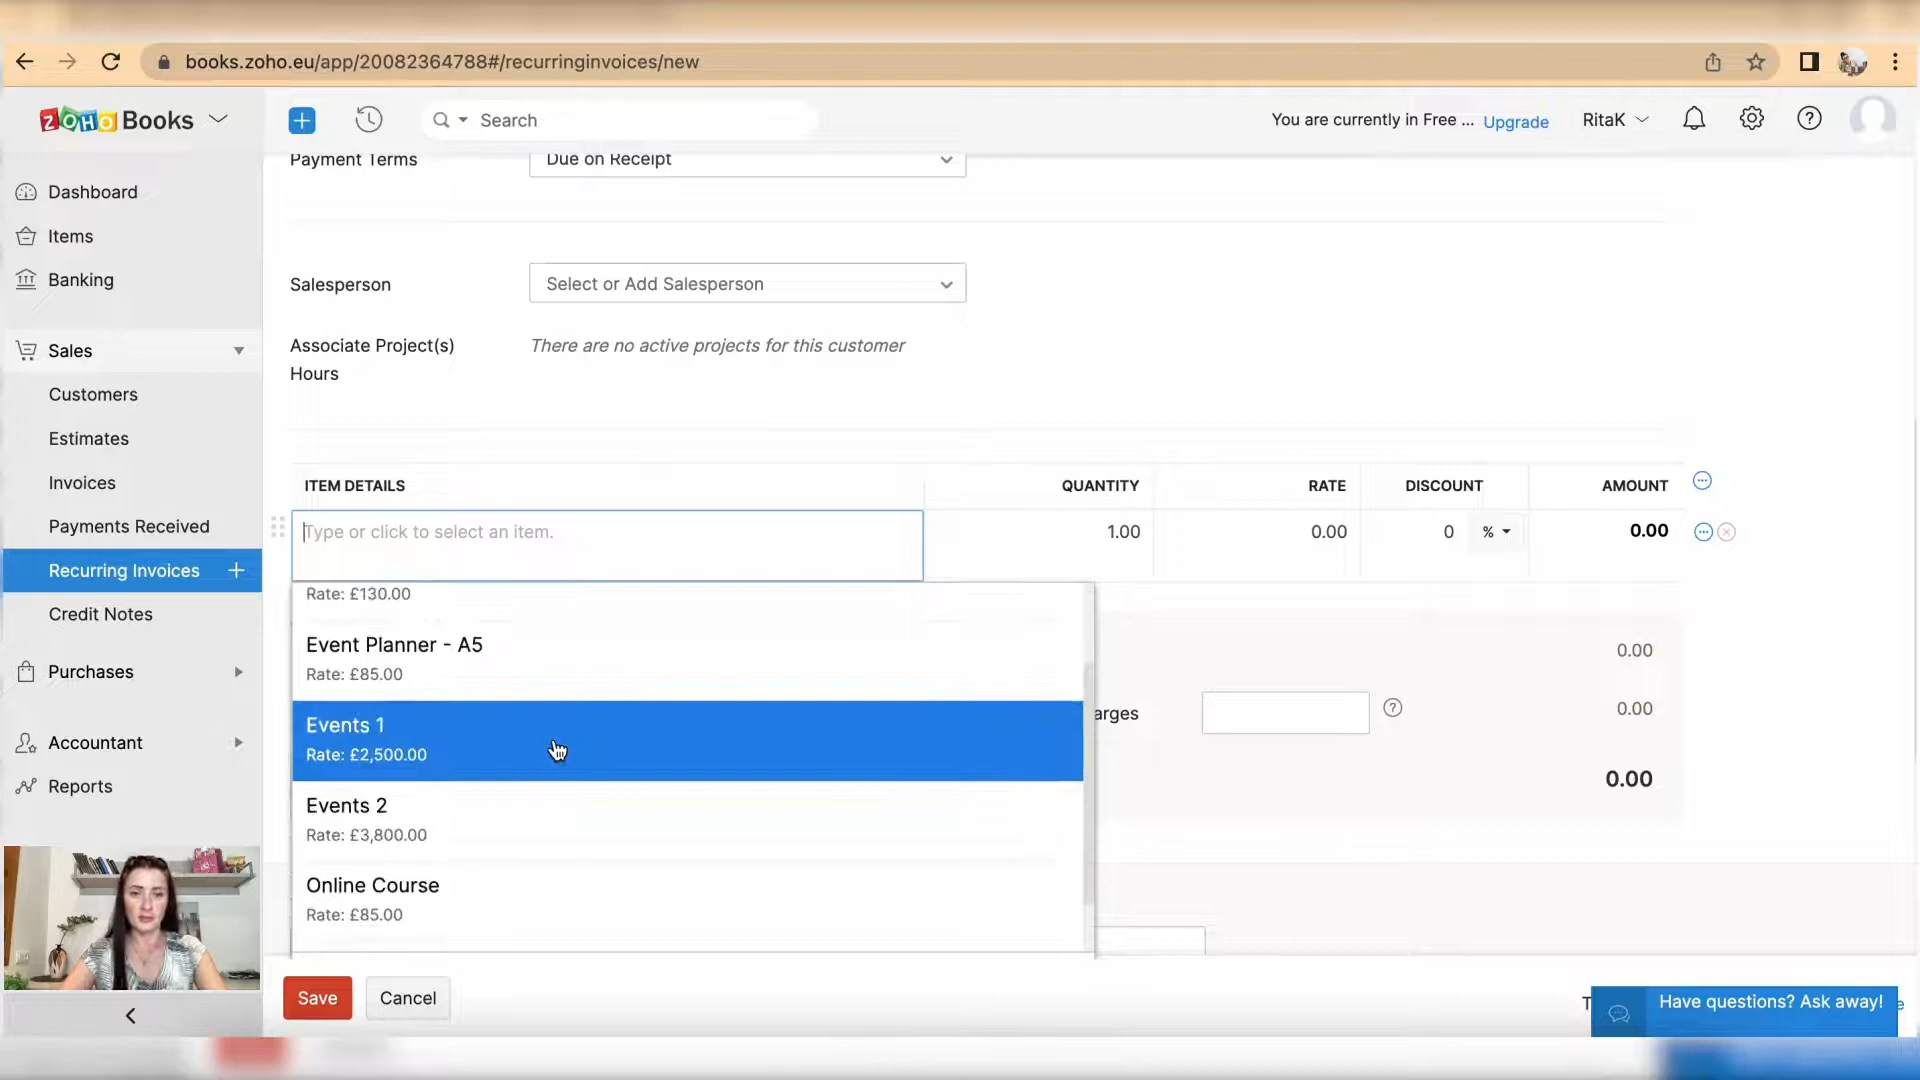 books.zoho.eu/app/20082364788#/recurringinvoices/new
ZOHO Books
Search
You are currently in Free ... Upgrade
RitaK
Dashboard
Items
Banking
Sales
Customers
Estimates
Invoices
Payments Received
Recurring Invoices
Credit Notes
Purchases
Accountant
Reports
Payment Terms
Due on Receipt
Salesperson
Select or Add Salesperson
Associate Project(s)
Hours
There are no active projects for this customer
ITEM DETAILS QUANTITY RATE DISCOUNT AMOUNT
Type or click to select an item. 1.00 0.00 0 % 0.00
Rate: £130.00
Event Planner - A5
Rate: £85.00
Events 1
Rate: £2,500.00
Events 2
Rate: £3,800.00
Online Course
Rate: £85.00
0.00
arges 0.00
0.00
Save
Cancel
Have questions? Ask away!